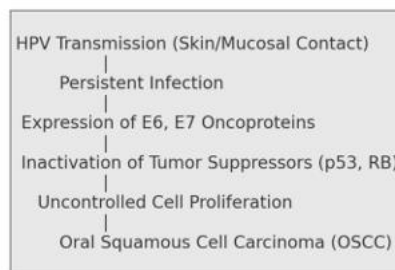 HPV Transmission (Skin/Mucosal Contact)
Persistent Infection
Expression of E6, E7 Oncoproteins
Inactivation of Tumor Suppressors (p53, RB)
Uncontrolled Cell Proliferation
Oral Squamous Cell Carcinoma (OSCC)